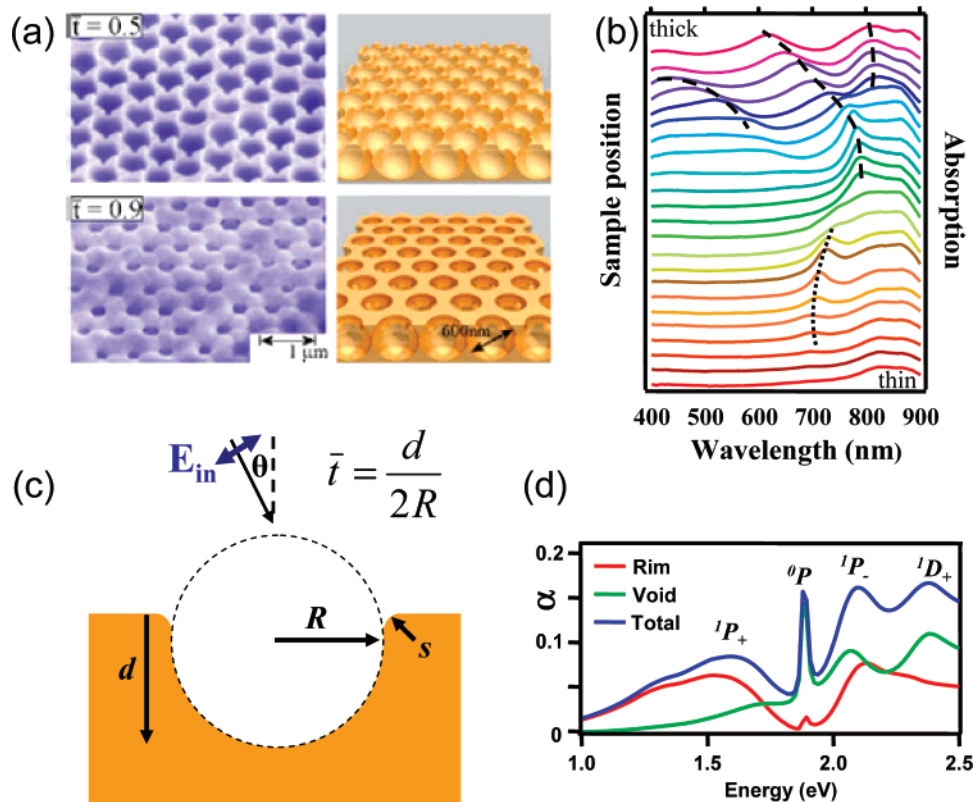 (a)
t̄ = 0.5
t̄ = 0.9
1 μm
600nm
(b)
thick
thin
Sample position
Absorption
400 500 600 700 800 900
Wavelength (nm)
(c)
E_in
θ
t̄ = d / 2R
R
d
s
(d)
0.2
0.1
0
α
Rim
Void
Total
¹P₊
⁰P
¹P₋
¹D₊
1.0 1.5 2.0 2.5
Energy (eV)